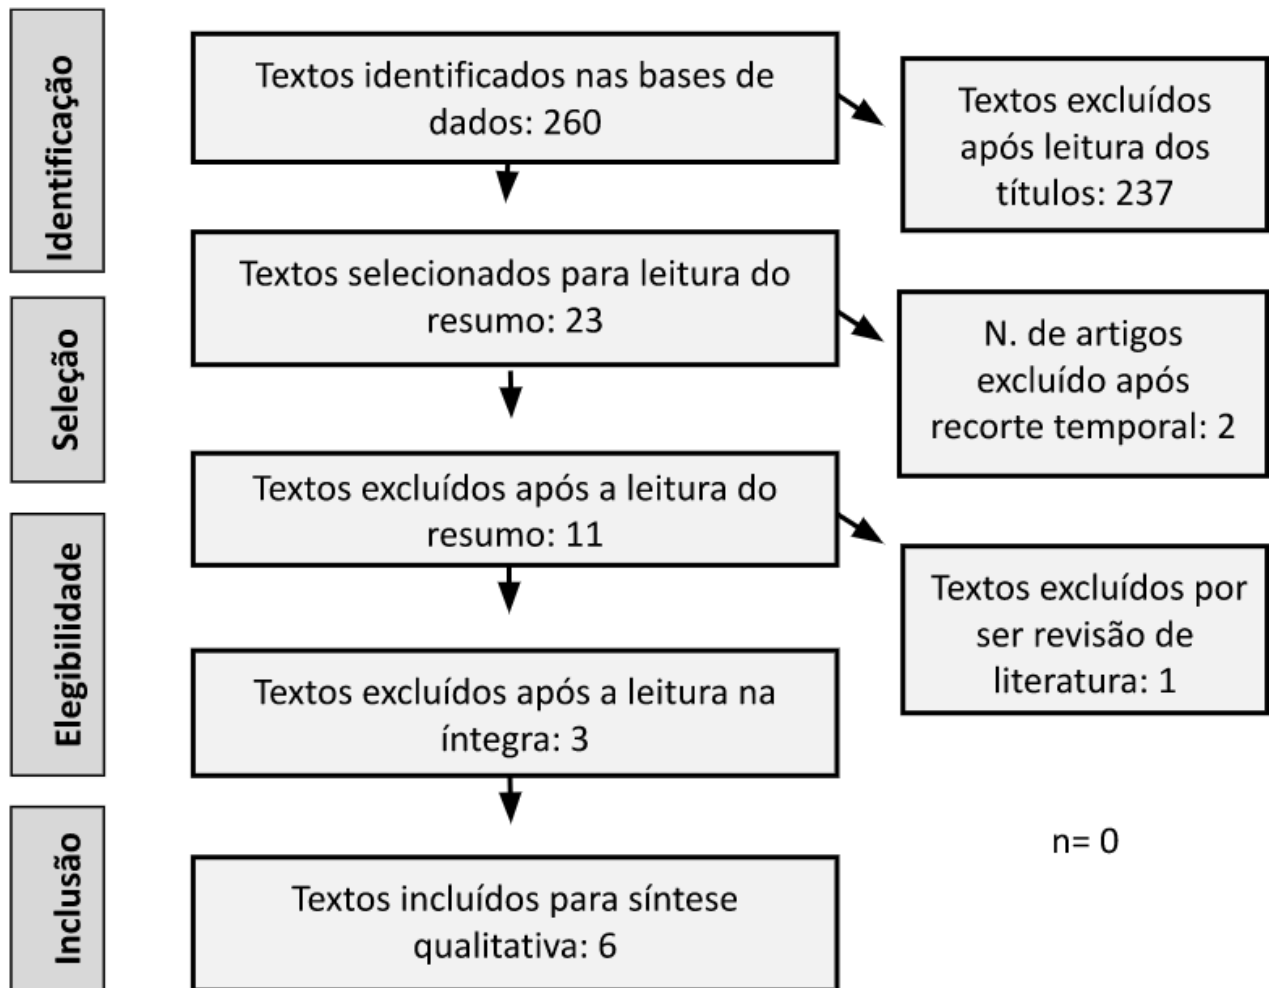 Identificação
Textos identificados nas bases de
dados: 260
Textos excluídos
após leitura dos
títulos: 237
Seleção
Textos selecionados para leitura do
resumo: 23
N. de artigos
excluído após
recorte temporal: 2
Elegibilidade
Textos excluídos após a leitura do
resumo: 11
Textos excluídos por
ser revisão de
literatura: 1
Textos excluídos após a leitura na
íntegra: 3
Inclusão
Textos incluídos para síntese
qualitativa: 6
n= 0